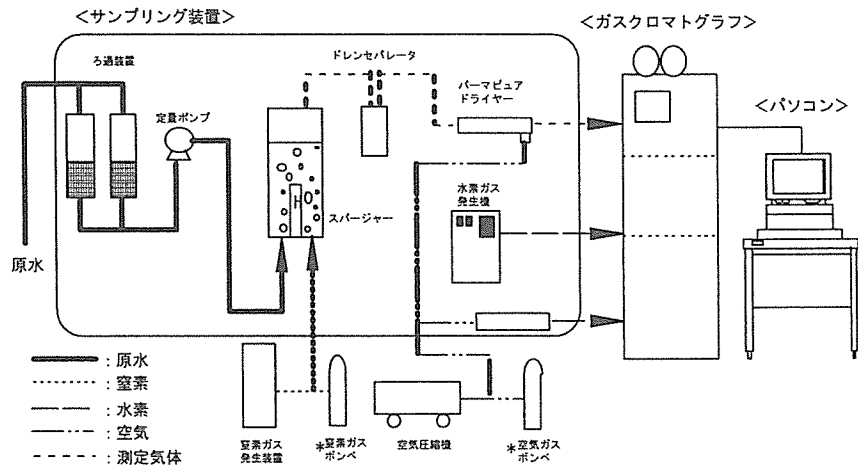 <サンプリング装置>
<ガスクロマトグラフ>
ろ過装置
ドレンセパレータ
定量ポンプ
パーマピュア
ドライヤー
<パソコン>
水素ガス
発生機
スパージャー
原水
:原水
:窒素
:水素
:空気
:測定気体
窒素ガス
発生装置
*窒素ガス
ボンベ
空気圧縮機
*空気ガス
ボンベ